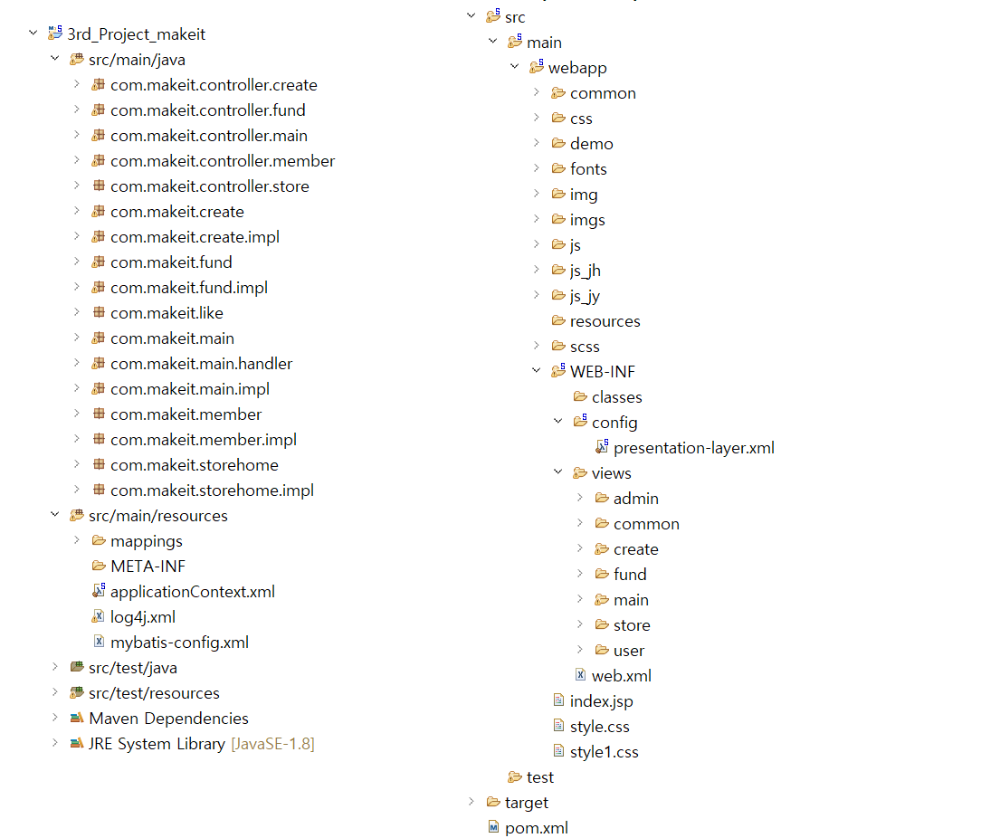 3rd_Project_makeit
src/main/java
com.makeit.controller.create
com.makeit.controller.fund
com.makeit.controller.main
com.makeit.controller.member
com.makeit.controller.store
com.makeit.create
com.makeit.create.impl
com.makeit.fund
com.makeit.fund.impl
com.makeit.like
com.makeit.main
com.makeit.main.handler
com.makeit.main.impl
com.makeit.member
com.makeit.member.impl
com.makeit.storehome
com.makeit.storehome.impl
src/main/resources
mappings
META-INF
applicationContext.xml
log4j.xml
mybatis-config.xml
src/test/java
src/test/resources
Maven Dependencies
JRE System Library [JavaSE-1.8]
src
main
webapp
common
css
demo
fonts
img
imgs
js
js_jh
js_jy
resources
scss
WEB-INF
classes
config
presentation-layer.xml
views
admin
common
create
fund
main
store
user
web.xml
index.jsp
style.css
style1.css
test
target
pom.xml